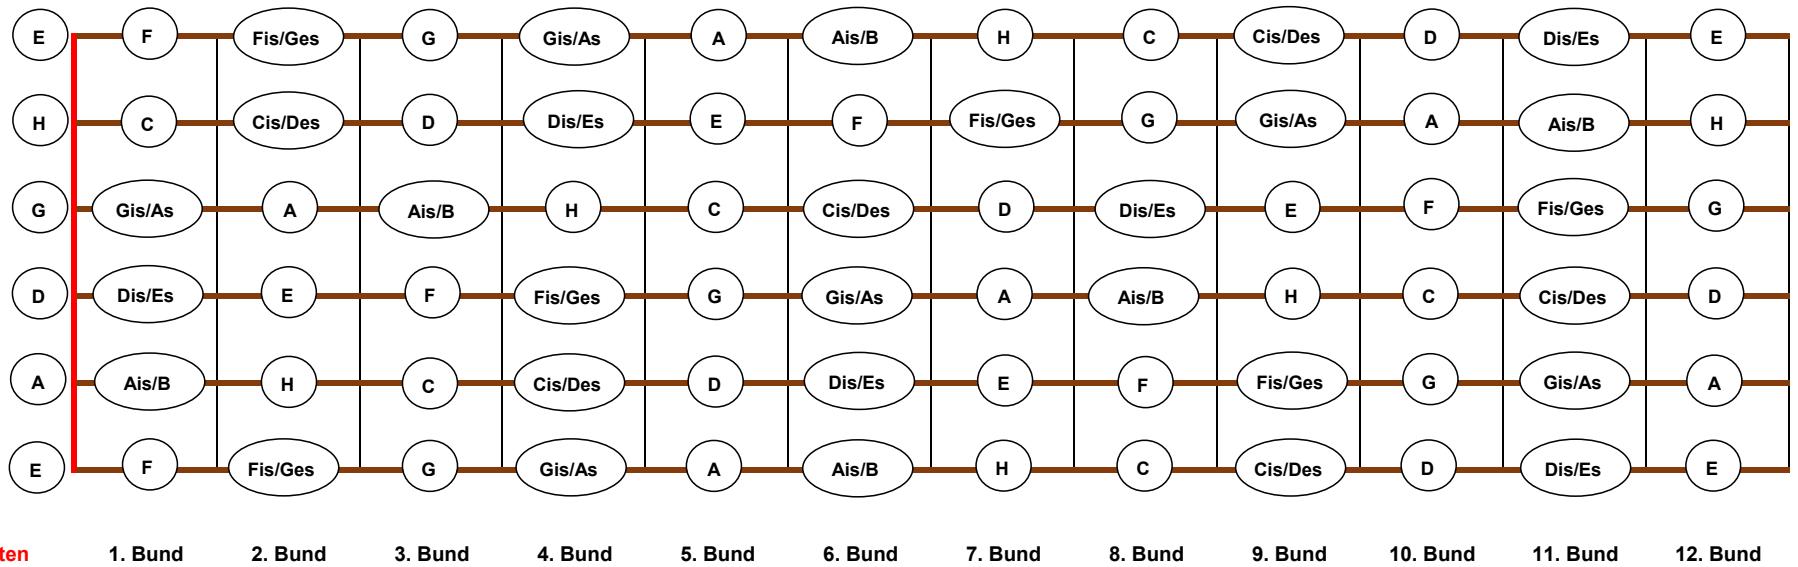 E F Fis/Ges G Gis/As A Ais/B H C Cis/Des D Dis/Es E
H C Cis/Des D Dis/Es E F Fis/Ges G Gis/As A Ais/B H
G Gis/As A Ais/B H C Cis/Des D Dis/Es E F Fis/Ges G
D Dis/Es E F Fis/Ges G Gis/As A Ais/B H C Cis/Des D
A Ais/B H C Cis/Des D Dis/Es E F Fis/Ges G Gis/As A
E F Fis/Ges G Gis/As A Ais/B H C Cis/Des D Dis/Es E
ten 1. Bund 2. Bund 3. Bund 4. Bund 5. Bund 6. Bund 7. Bund 8. Bund 9. Bund 10. Bund 11. Bund 12. Bund